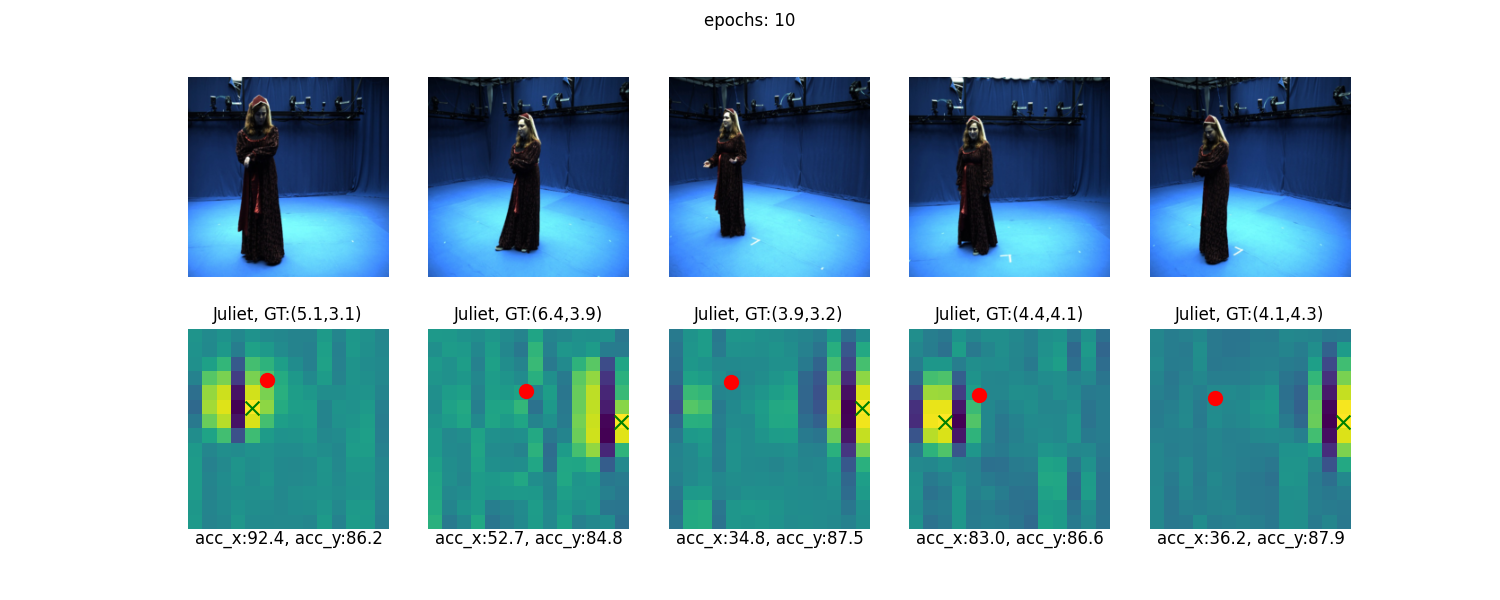 epochs: 10
Juliet, GT:(5.1,3.1)
Juliet, GT:(6.4,3.9)
Juliet, GT:(3.9,3.2)
Juliet, GT:(4.4,4.1)
Juliet, GT:(4.1,4.3)
acc_x:92.4, acc_y:86.2
acc_x:52.7, acc_y:84.8
acc_x:34.8, acc_y:87.5
acc_x:83.0, acc_y:86.6
acc_x:36.2, acc_y:87.9